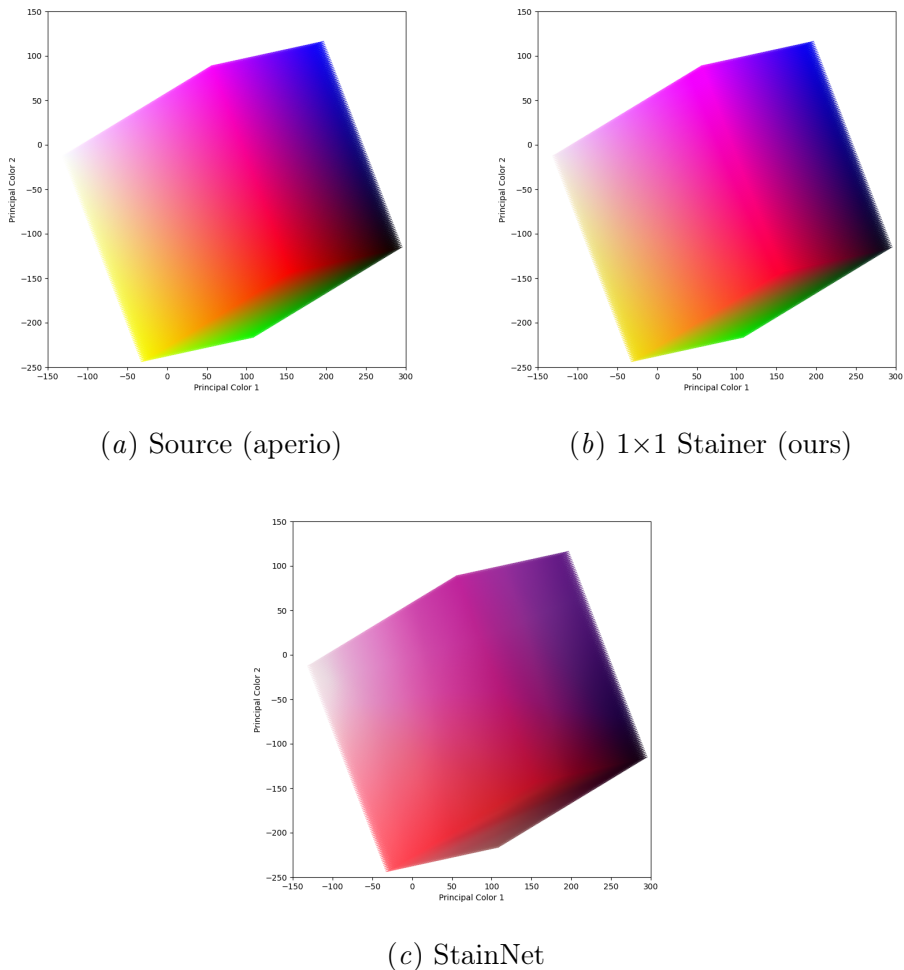 150
100
50
0
−50
−100
−150
−200
−250
Principal Color 2
−150 −100 −50 0 50 100 150 200 250 300
Principal Color 1
(a) Source (aperio)
150
100
50
0
−50
−100
−150
−200
−250
Principal Color 2
−150 −100 −50 0 50 100 150 200 250 300
Principal Color 1
(b) 1×1 Stainer (ours)
150
100
50
0
−50
−100
−150
−200
−250
Principal Color 2
−150 −100 −50 0 50 100 150 200 250 300
Principal Color 1
(c) StainNet